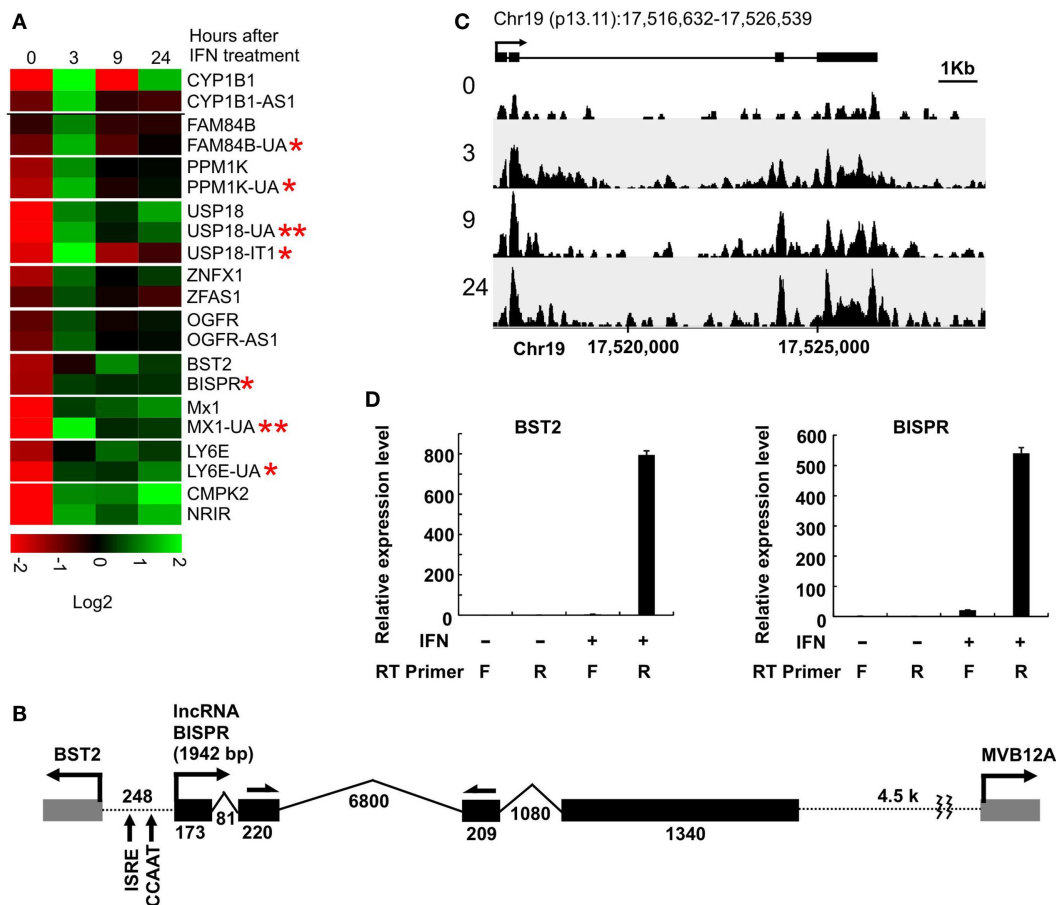 A
Hours after
IFN treatment
0 3 9 24
CYP1B1
CYP1B1-AS1
FAM84B
FAM84B-UA *
PPM1K
PPM1K-UA *
USP18
USP18-UA **
USP18-IT1 *
ZNFX1
ZFAS1
OGFR
OGFR-AS1
BST2
BISPR *
Mx1
MX1-UA **
LY6E
LY6E-UA *
CMPK2
NRIR
-2 -1 0 1 2
Log2
C
Chr19 (p13.11):17,516,632-17,526,539
1Kb
0
3
9
24
Chr19 17,520,000 17,525,000
D
BST2
Relative expression level
800
600
400
200
0
IFN - - + +
RT Primer F R F R
BISPR
Relative expression level
600
500
400
300
200
100
0
IFN - - + +
RT Primer F R F R
B
BST2
lncRNA
BISPR
(1942 bp)
MVB12A
248
6800
4.5 k
173 81 220 209 1080 1340
ISRE
CCAAT